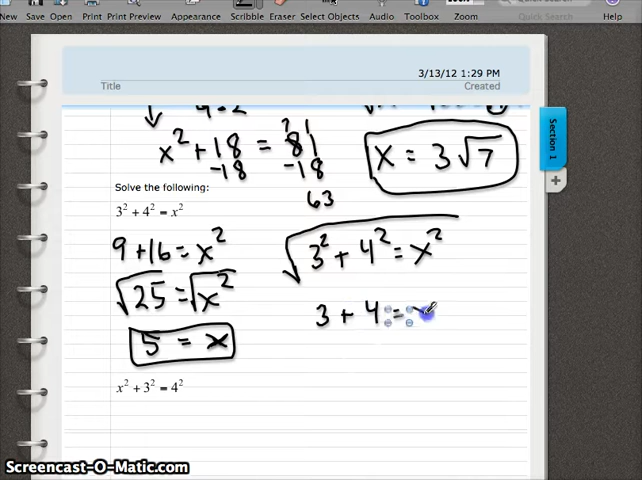 New Save Open Print Print Preview Appearance Scribble Eraser Select Objects Audio Toolbox Zoom Quick Search Help
3/13/12 1:29 PM
Title Created
Section 1
x² + 18 = 81
-18 -18
63
x = 3√7
Solve the following:
3² + 4² = x²
9 + 16 = x²
√25 = √x²
5 = x
√3² + 4² = x²
3 + 4 = x
x² + 3² = 4²
Screencast-O-Matic.com